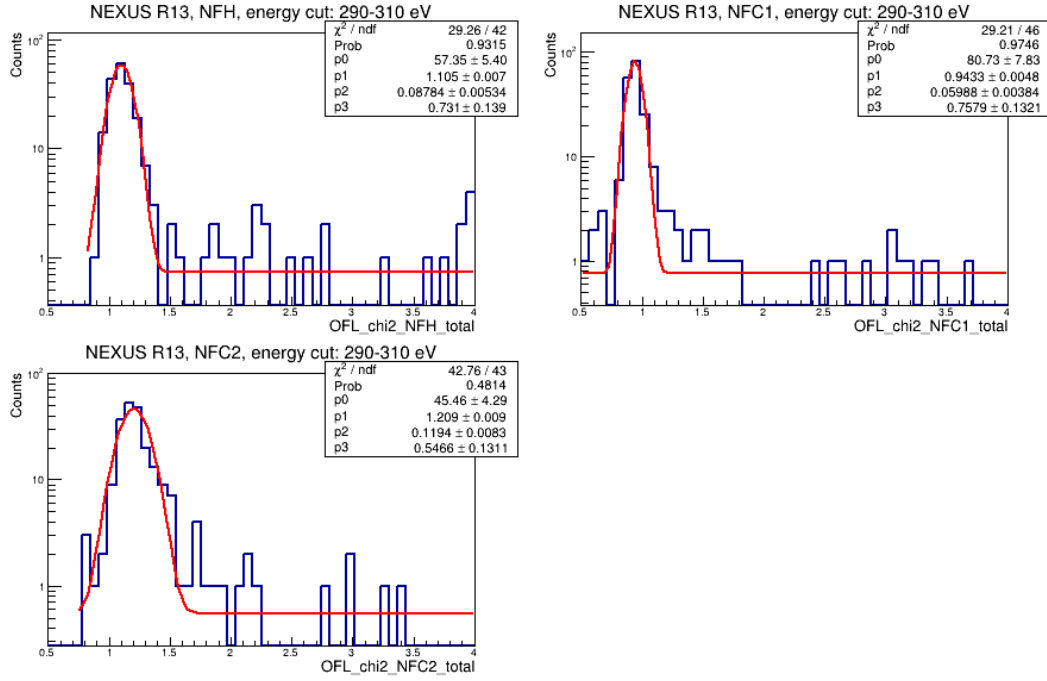 NEXUS R13, NFH, energy cut: 290-310 eV
Counts
χ² / ndf 29.26 / 42
Prob 0.9315
p0 57.35 ± 5.40
p1 1.105 ± 0.007
p2 0.08784 ± 0.00534
p3 0.731 ± 0.139
10²
10
1
0.5 1 1.5 2 2.5 3 3.5 4
OFL_chi2_NFH_total
NEXUS R13, NFC1, energy cut: 290-310 eV
Counts
χ² / ndf 29.21 / 46
Prob 0.9746
p0 80.73 ± 7.83
p1 0.9433 ± 0.0048
p2 0.05988 ± 0.00384
p3 0.7579 ± 0.1321
10²
10
1
0.5 1 1.5 2 2.5 3 3.5 4
OFL_chi2_NFC1_total
NEXUS R13, NFC2, energy cut: 290-310 eV
Counts
χ² / ndf 42.76 / 43
Prob 0.4814
p0 45.46 ± 4.29
p1 1.209 ± 0.009
p2 0.1194 ± 0.0083
p3 0.5466 ± 0.1311
10²
10
1
0.5 1 1.5 2 2.5 3 3.5 4
OFL_chi2_NFC2_total